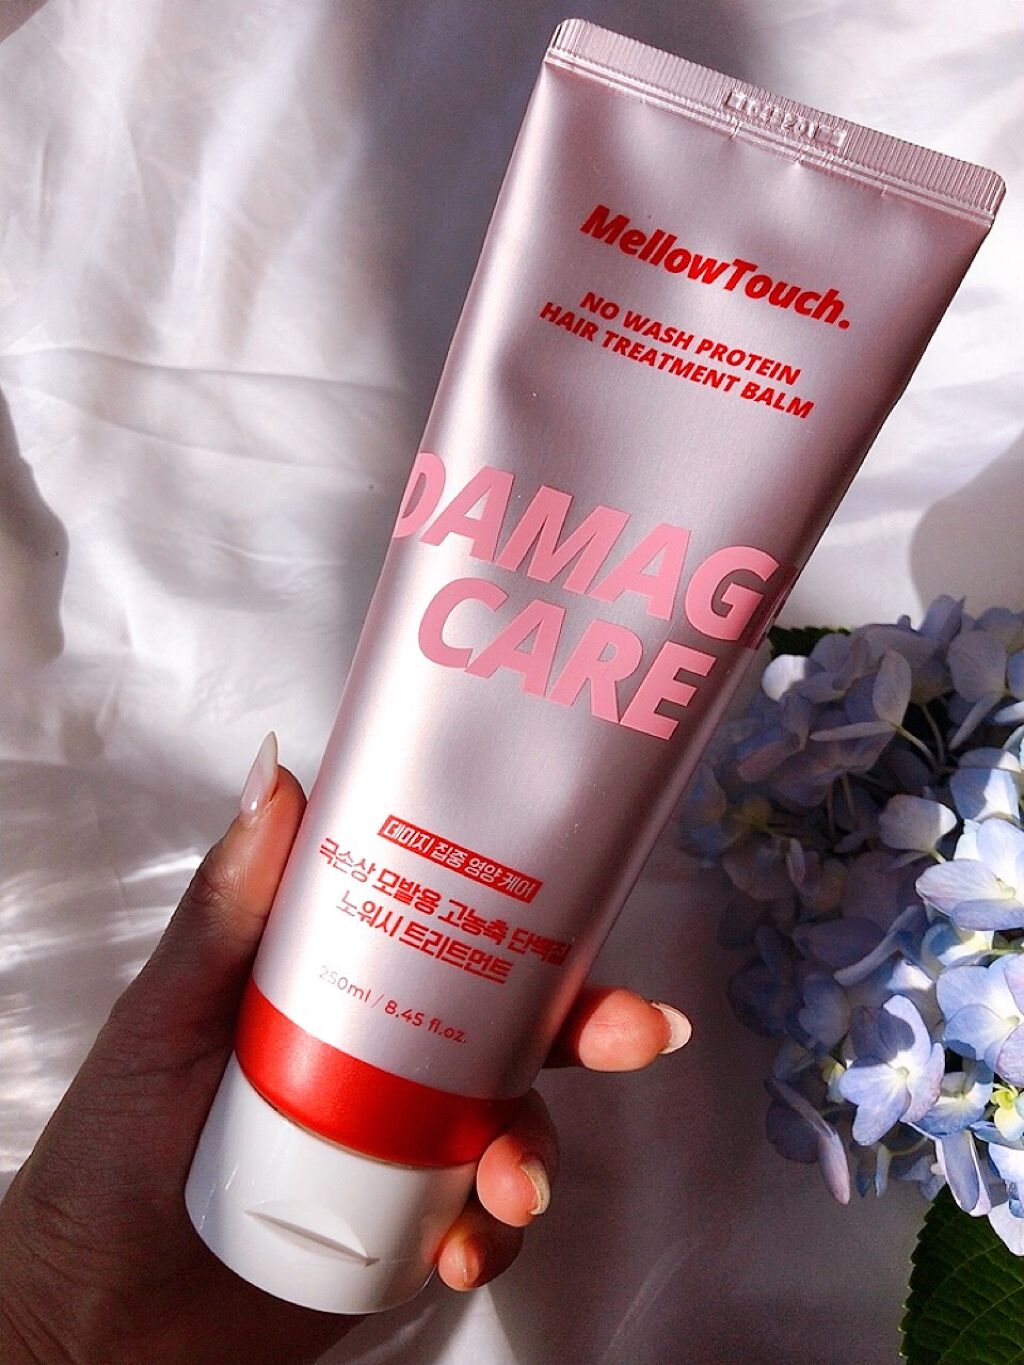 MellowTouch.
NO WASH PROTEIN
HAIR TREATMENT BALM
DAMAG
CARE
데미지 집중 영양 케어
극손상 모발용 고농축 단백질
노워시 트리트먼트
250ml / 8.45 fl.oz.